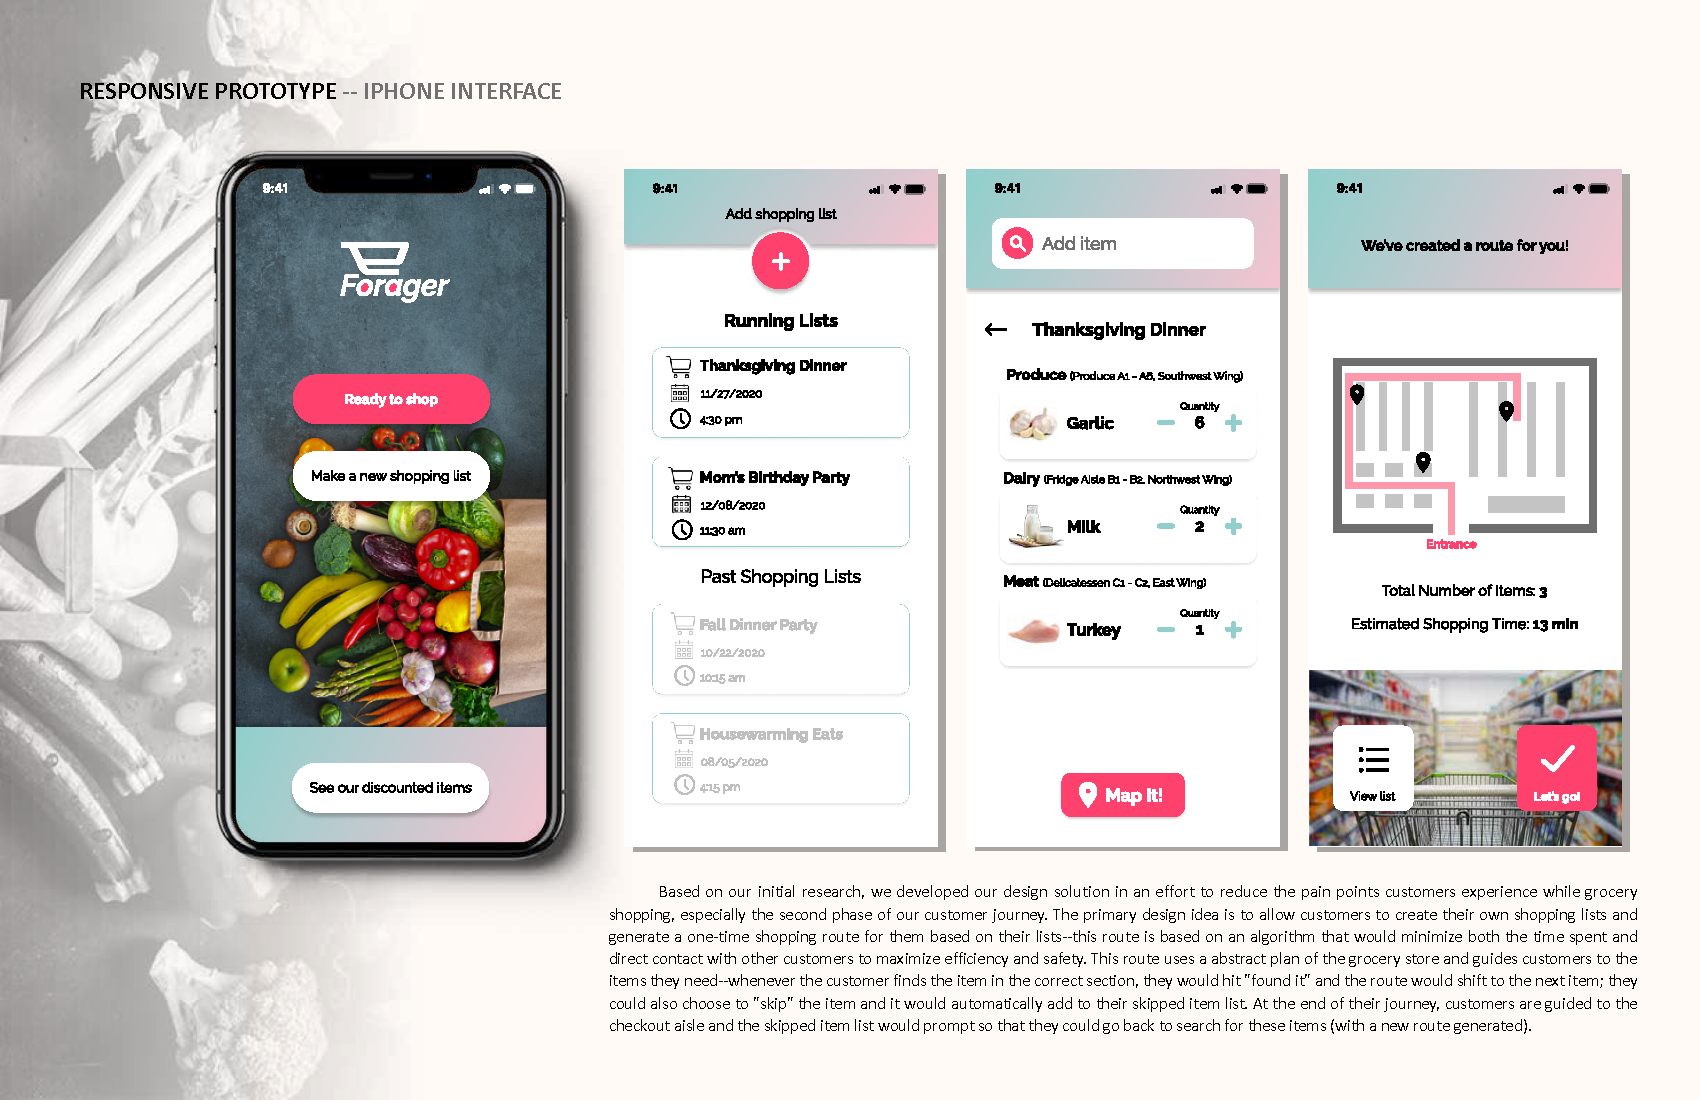 RESPONSIVE PROTOTYPE -- IPHONE INTERFACE
9:41
Forager
Ready to shop
Make a new shopping list
See our discounted items
9:41
Add shopping list
Running Lists
Thanksgiving Dinner
11/27/2020
4:30 pm
Mom's Birthday Party
12/08/2020
11:30 am
Past Shopping Lists
Fall Dinner Party
10/22/2020
10:15 am
Housewarming Eats
08/05/2020
4:15 pm
9:41
Add item
Thanksgiving Dinner
Produce (Produce A1 - A6, Southwest Wing)
Quantity
Garlic 6
Dairy (Fridge Aisle B1 - B2, Northwest Wing)
Quantity
Milk 2
Meat (Delicatessen C1 - C2, East Wing)
Quantity
Turkey 1
Map It!
9:41
We've created a route for you!
Entrance
Total Number of Items: 3
Estimated Shopping Time: 13 min
View list
Let's go!
Based on our initial research, we developed our design solution in an effort to reduce the pain points customers experience while grocery
shopping, especially the second phase of our customer journey. The primary design idea is to allow customers to create their own shopping lists and
generate a one-time shopping route for them based on their lists--this route is based on an algorithm that would minimize both the time spent and
direct contact with other customers to maximize efficiency and safety. This route uses a abstract plan of the grocery store and guides customers to the
items they need--whenever the customer finds the item in the correct section, they would hit "found it" and the route would shift to the next item; they
could also choose to "skip" the item and it would automatically add to their skipped item list. At the end of their journey, customers are guided to the
checkout aisle and the skipped item list would prompt so that they could go back to search for these items (with a new route generated).